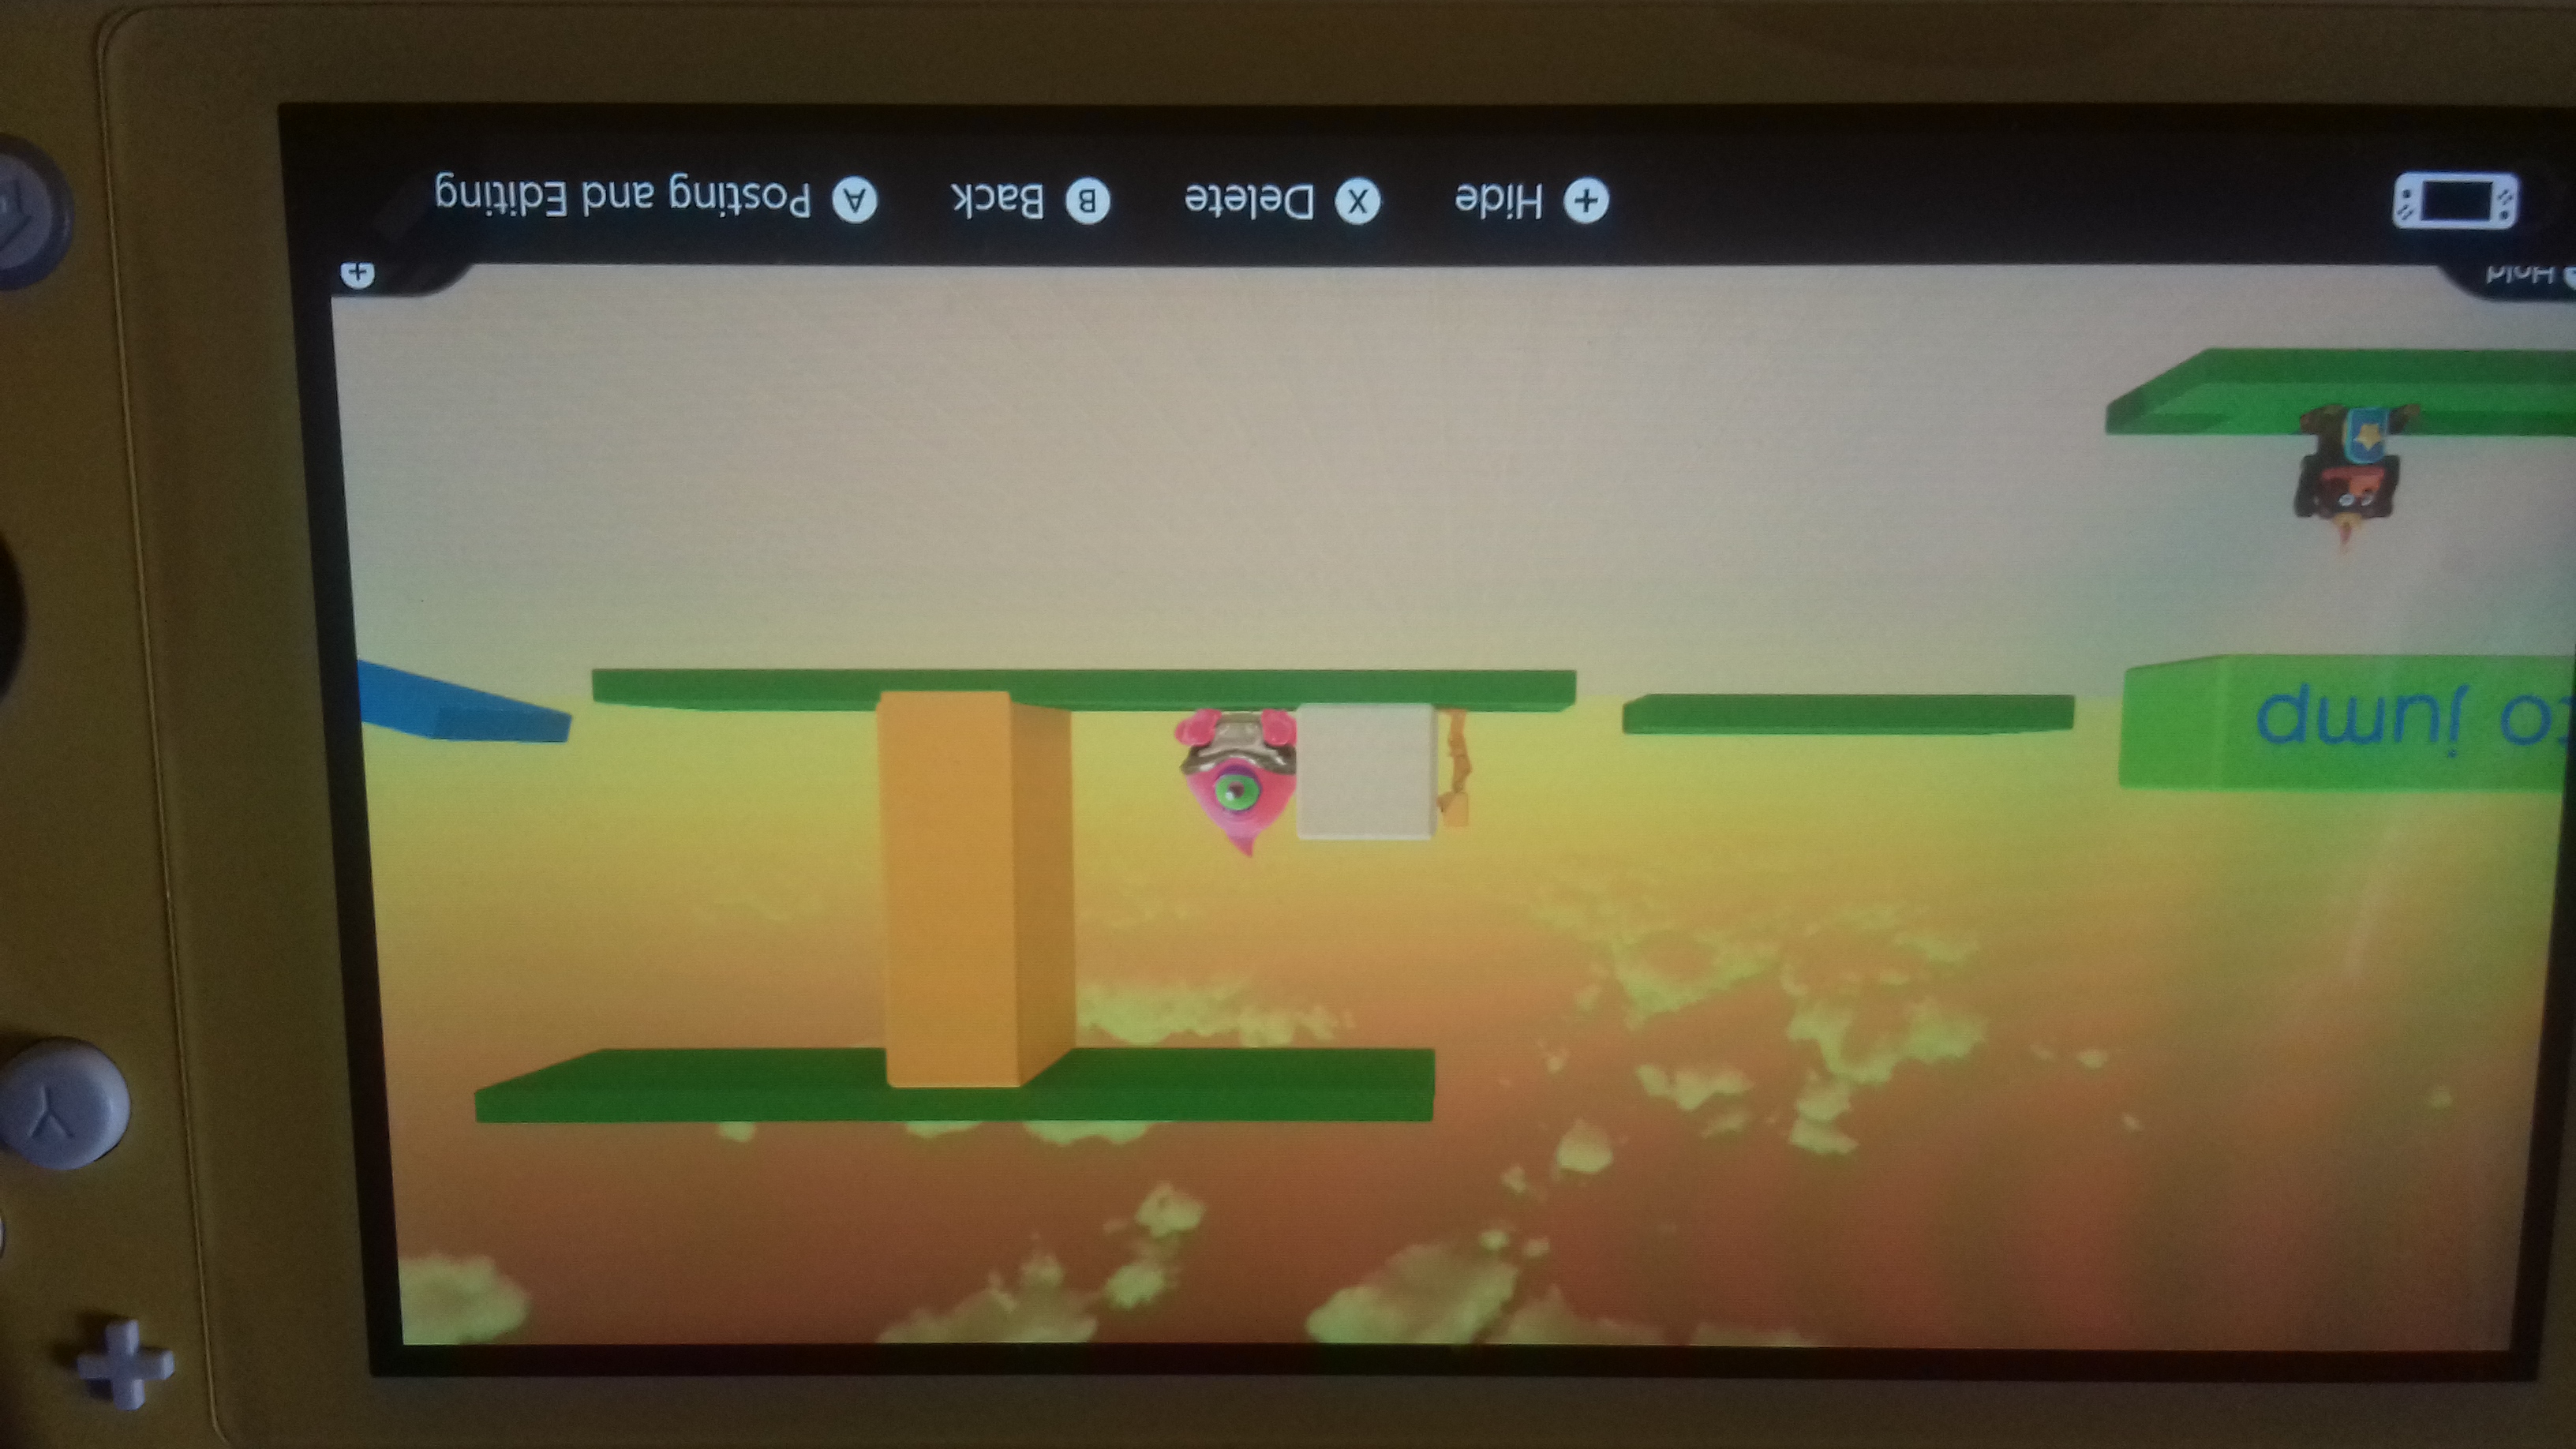 to jump
Hold
+
+ Hide X Delete B Back A Posting and Editing
Y